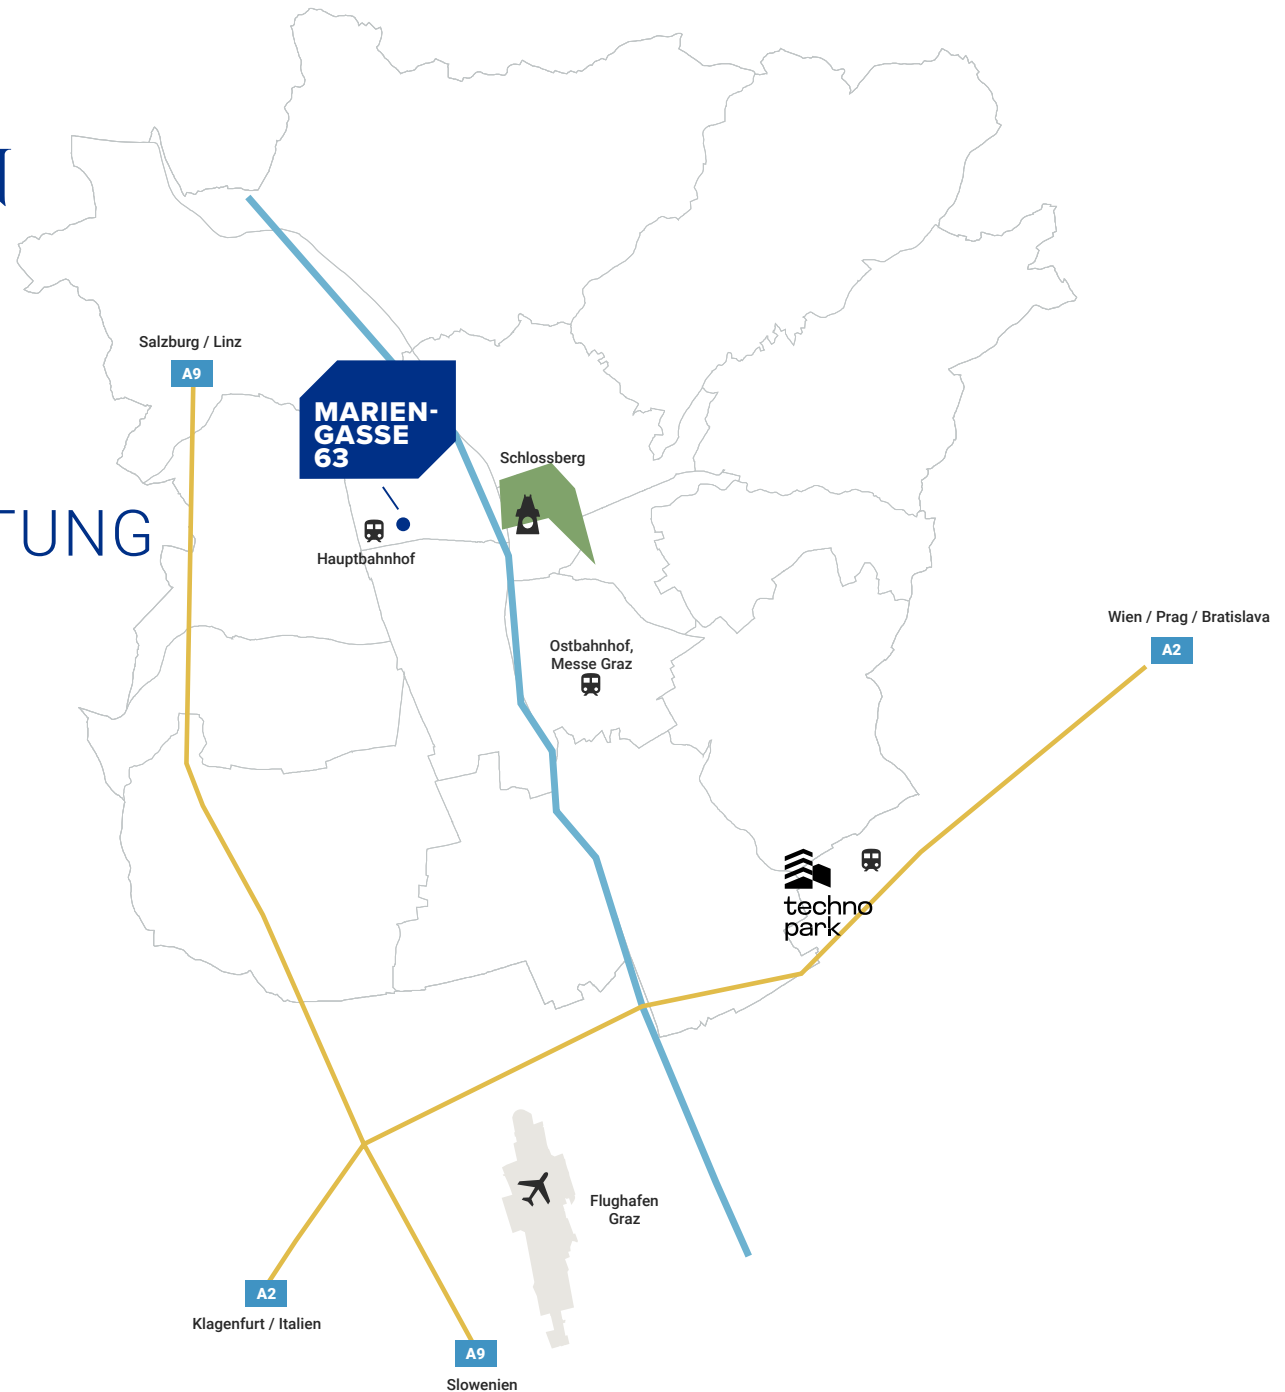 Salzburg / Linz
A9
MARIEN-
GASSE
63
Schlossberg
TUNG
Hauptbahnhof
Wien / Prag / Bratislava
A2
Ostbahnhof,
Messe Graz
techno
park
Flughafen
Graz
A2
Klagenfurt / Italien
A9
Slowenien